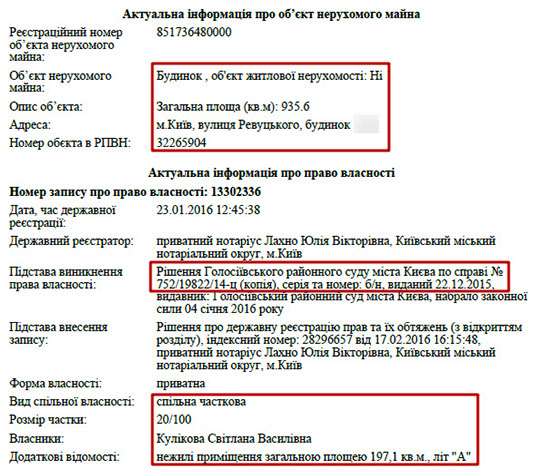 Актуальна інформація про об’єкт нерухомого майна
Реєстраційний номер 851736480000
об’єкта нерухомого
майна:
Об’єкт нерухомого Будинок , об'єкт житлової нерухомості: Ні
майна:
Опис об’єкта: Загальна площа (кв.м): 935.6
Адреса: м.Київ, вулиця Ревуцького, будинок
Номер обєкта в РПВН: 32265904
Актуальна інформація про право власності
Номер запису про право власності: 13302336
Дата, час державної 23.01.2016 12:45:38
реєстрації:
Державний реєстратор: приватний нотаріус Лахно Юлія Вікторівна, Київський міський
нотаріальний округ, м.Київ
Підстава виникнення Рішення Голосіївського районного суду міста Києва по справі №
права власності: 752/19822/14-ц (копія), серія та номер: б/н, виданий 22.12.2015,
видавник: Голосіївський районний суд міста Києва, набрало законної
сили 04 січня 2016 року
Підстава внесення Рішення про державну реєстрацію прав та їх обтяжень (з відкриттям
запису: розділу), індексний номер: 28296657 від 17.02.2016 16:15:48,
приватний нотаріус Лахно Юлія Вікторівна, Київський міський
нотаріальний округ, м.Київ
Форма власності: приватна
Вид спільної власності: спільна часткова
Розмір частки: 20/100
Власники: Кулікова Світлана Василівна
Додаткові відомості: нежилі приміщення загальною площею 197,1 кв.м., літ "А"